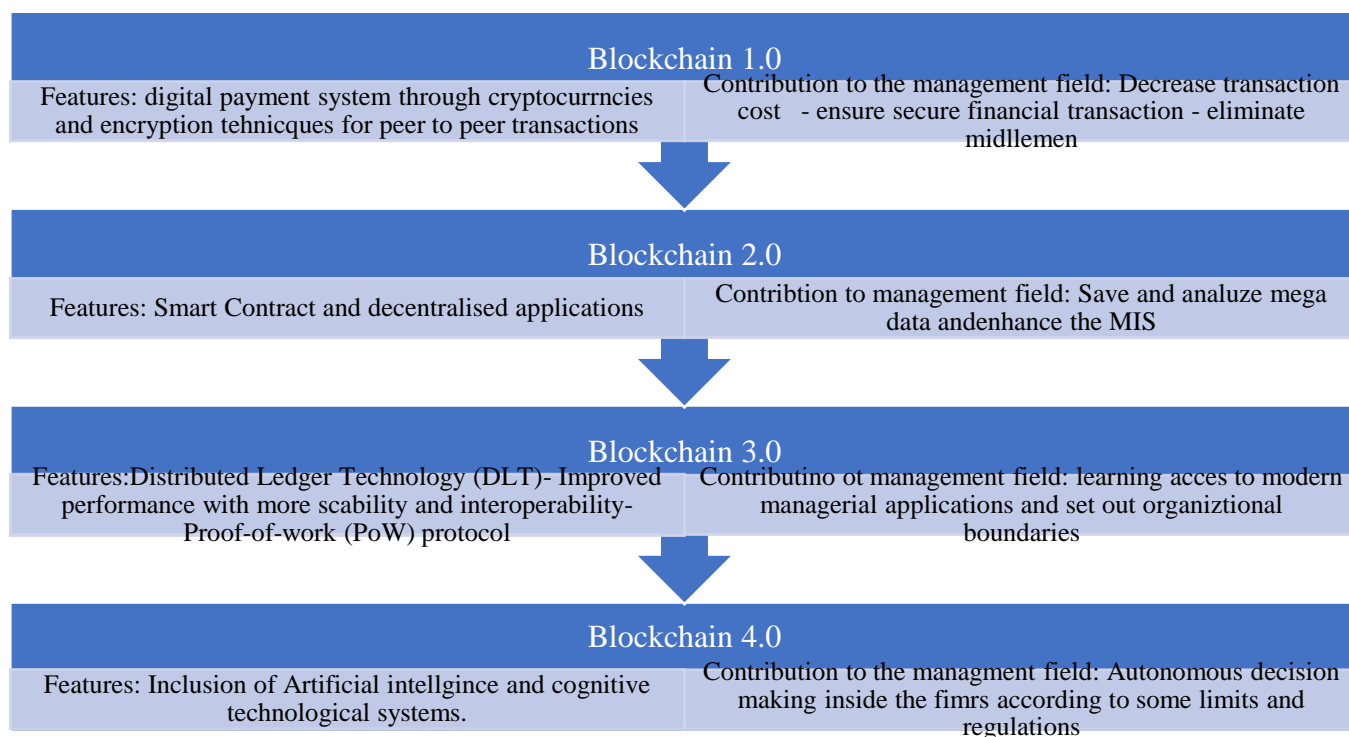 Blockchain 1.0
Features: digital payment system through cryptocurrncies
and encryption tehnicques for peer to peer transactions
Contribution to the management field: Decrease transaction
cost - ensure secure financial transaction - eliminate
midllemen
Blockchain 2.0
Features: Smart Contract and decentralised applications
Contribtion to management field: Save and analuze mega
data andenhance the MIS
Blockchain 3.0
Features:Distributed Ledger Technology (DLT)- Improved
performance with more scability and interoperability-
Proof-of-work (PoW) protocol
Contributino ot management field: learning acces to modern
managerial applications and set out organiztional
boundaries
Blockchain 4.0
Features: Inclusion of Artificial intellgince and cognitive
technological systems.
Contribution to the managment field: Autonomous decision
making inside the fimrs according to some limits and
regulations